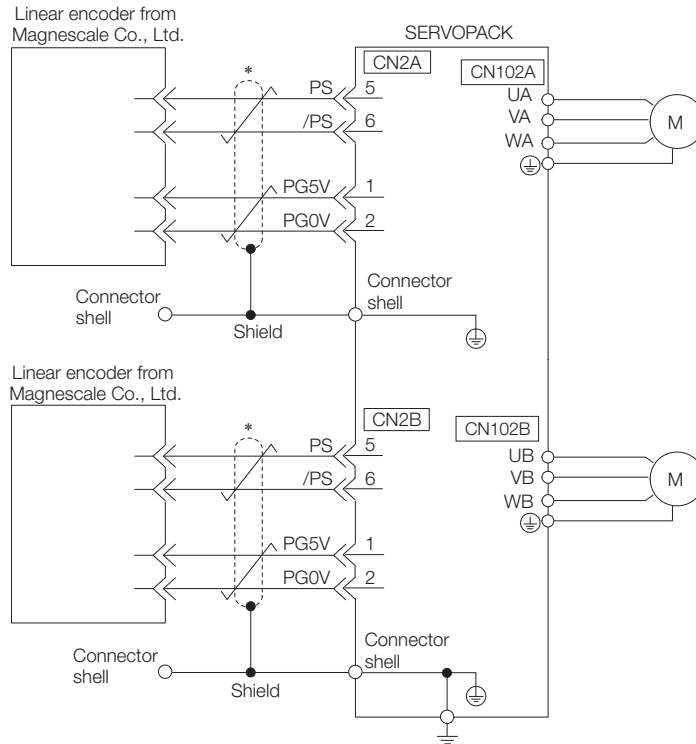 Linear encoder from
Magnescale Co., Ltd.
SERVOPACK
CN2A
CN102A
*
PS
5
/PS
6
PG5V
1
PG0V
2
UA
VA
WA
M
Connector
shell
Shield
Connector
shell
Linear encoder from
Magnescale Co., Ltd.
CN2B
CN102B
*
PS
5
/PS
6
PG5V
1
PG0V
2
UB
VB
WB
M
Connector
shell
Shield
Connector
shell